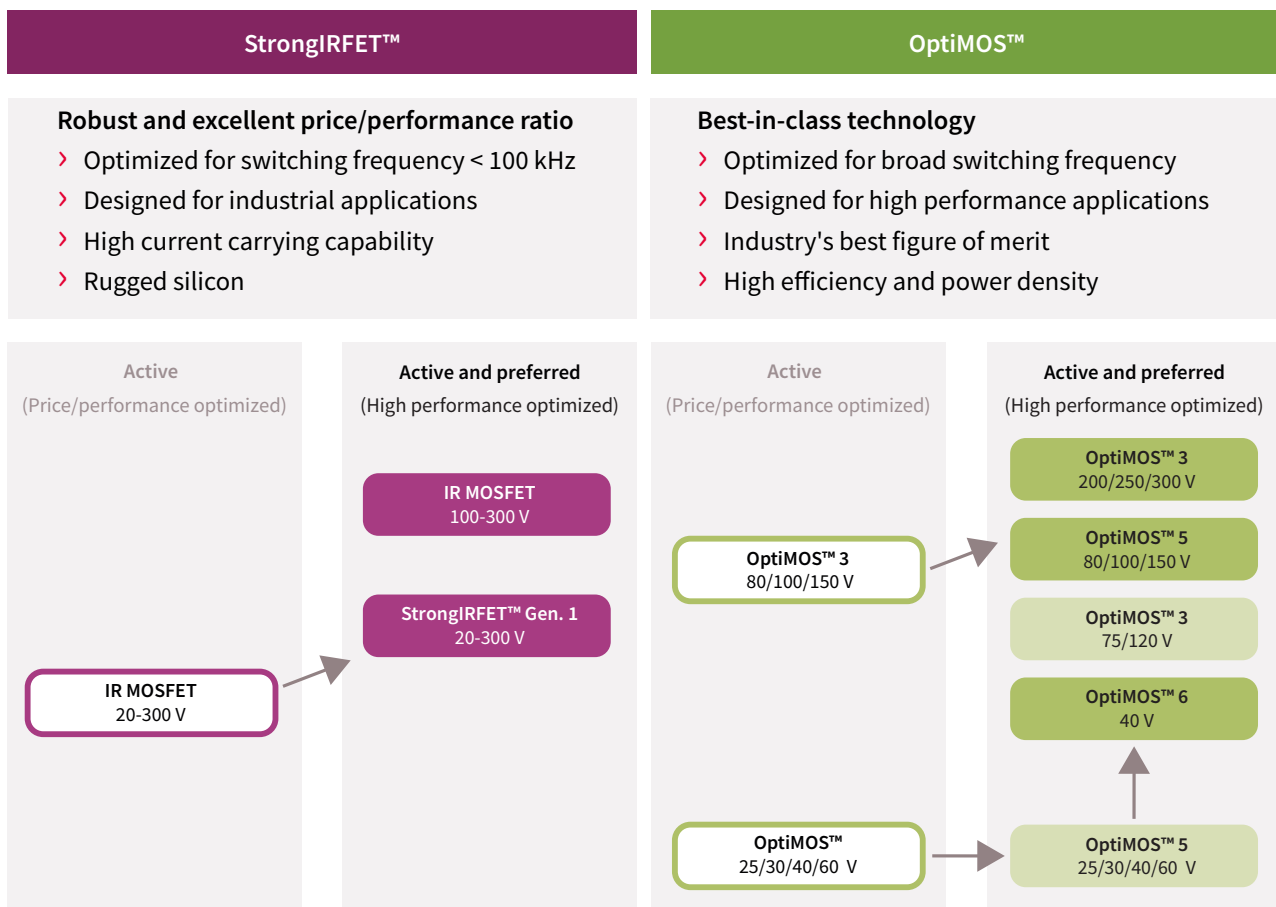 StrongIRFET™
Robust and excellent price/performance ratio
› Optimized for switching frequency < 100 kHz
› Designed for industrial applications
› High current carrying capability
› Rugged silicon
Active
(Price/performance optimized)
IR MOSFET
20-300 V
Active and preferred
(High performance optimized)
IR MOSFET
100-300 V
StrongIRFET™ Gen. 1
20-300 V
OptiMOS™
Best-in-class technology
› Optimized for broad switching frequency
› Designed for high performance applications
› Industry's best figure of merit
› High efficiency and power density
Active
(Price/performance optimized)
OptiMOS™ 3
80/100/150 V
OptiMOS™
25/30/40/60 V
Active and preferred
(High performance optimized)
OptiMOS™ 3
200/250/300 V
OptiMOS™ 5
80/100/150 V
OptiMOS™ 3
75/120 V
OptiMOS™ 6
40 V
OptiMOS™ 5
25/30/40/60 V